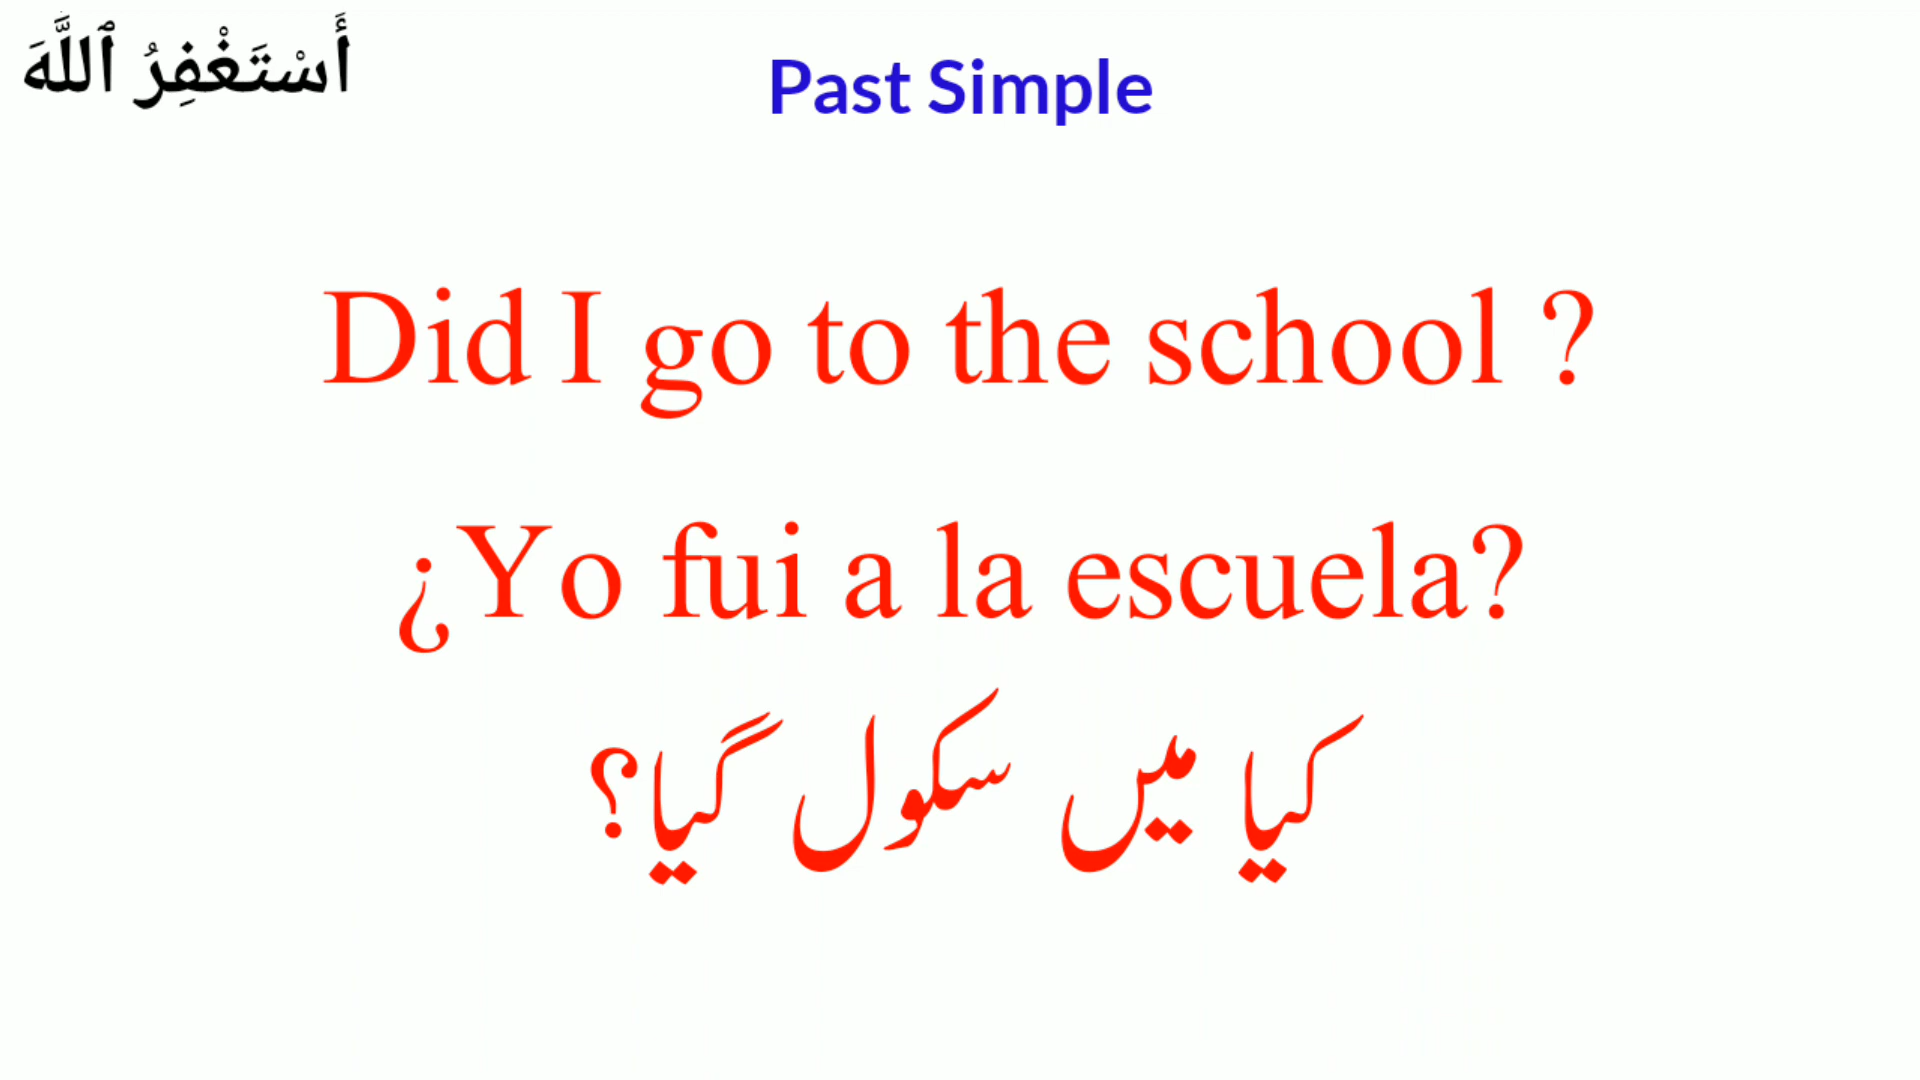 أَسْتَغْفِرُ ٱللَّهَ
Past Simple
Did I go to the school ?
¿Yo fui a la escuela?
کیا میں سکول گیا؟